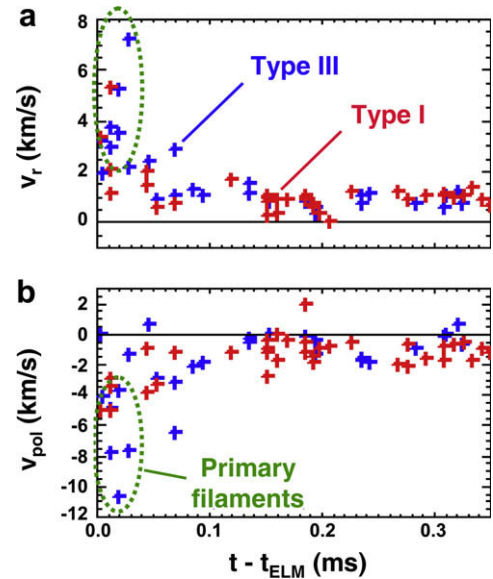 a
8
6
4
2
0
v_r (km/s)
Type III
Type I
b
2
0
-2
-4
-6
-8
-10
-12
v_pol (km/s)
Primary
filaments
0.0 0.1 0.2 0.3
t - t_ELM (ms)